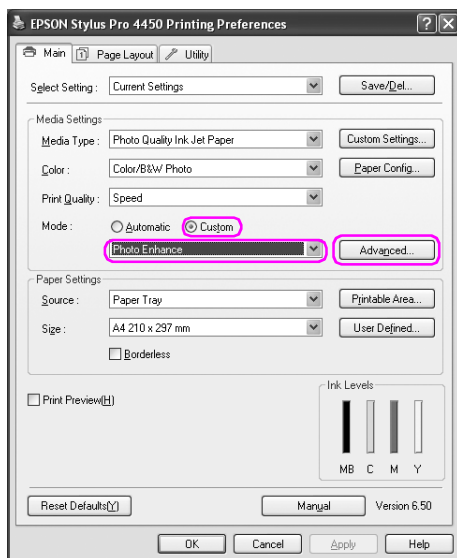 EPSON Stylus Pro 4450 Printing Preferences
Main Page Layout Utility
Select Setting : Current Settings Save/Del...
Media Settings
Media Type : Photo Quality Ink Jet Paper Custom Settings...
Color : Color/B&W Photo Paper Config...
Print Quality : Speed
Mode : Automatic Custom
Photo Enhance Advanced...
Paper Settings
Source : Paper Tray Printable Area...
Size : A4 210 x 297 mm User Defined...
Borderless
Print Preview(H)
Ink Levels
MB C M Y
Reset Defaults(Y) Manual Version 6.50
OK Cancel Apply Help